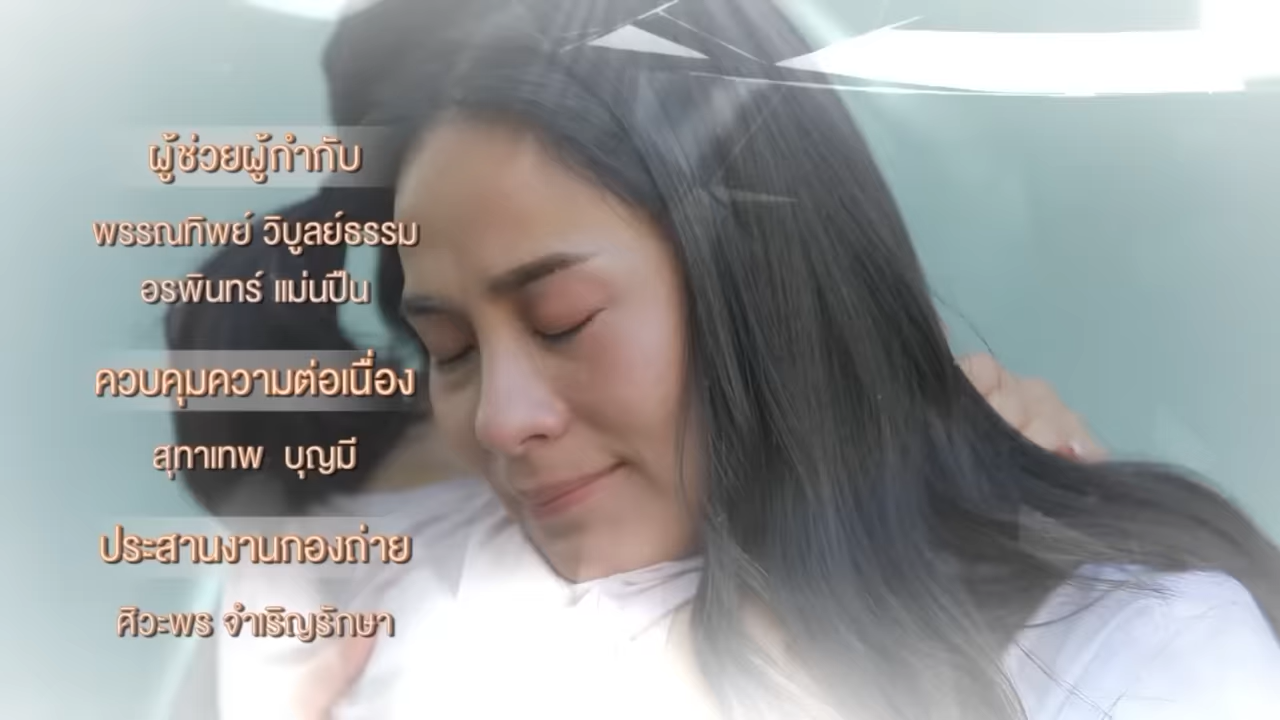 ผู้ช่วยผู้กำกับ
พรรณทิพย์ วิบูลย์ธรรม
อรพินทร์ แม่นปืน
ควบคุมความต่อเนื่อง
สุทาเทพ บุญมี
ประสานงานกองถ่าย
ศิวะพร จำเริญรักษา